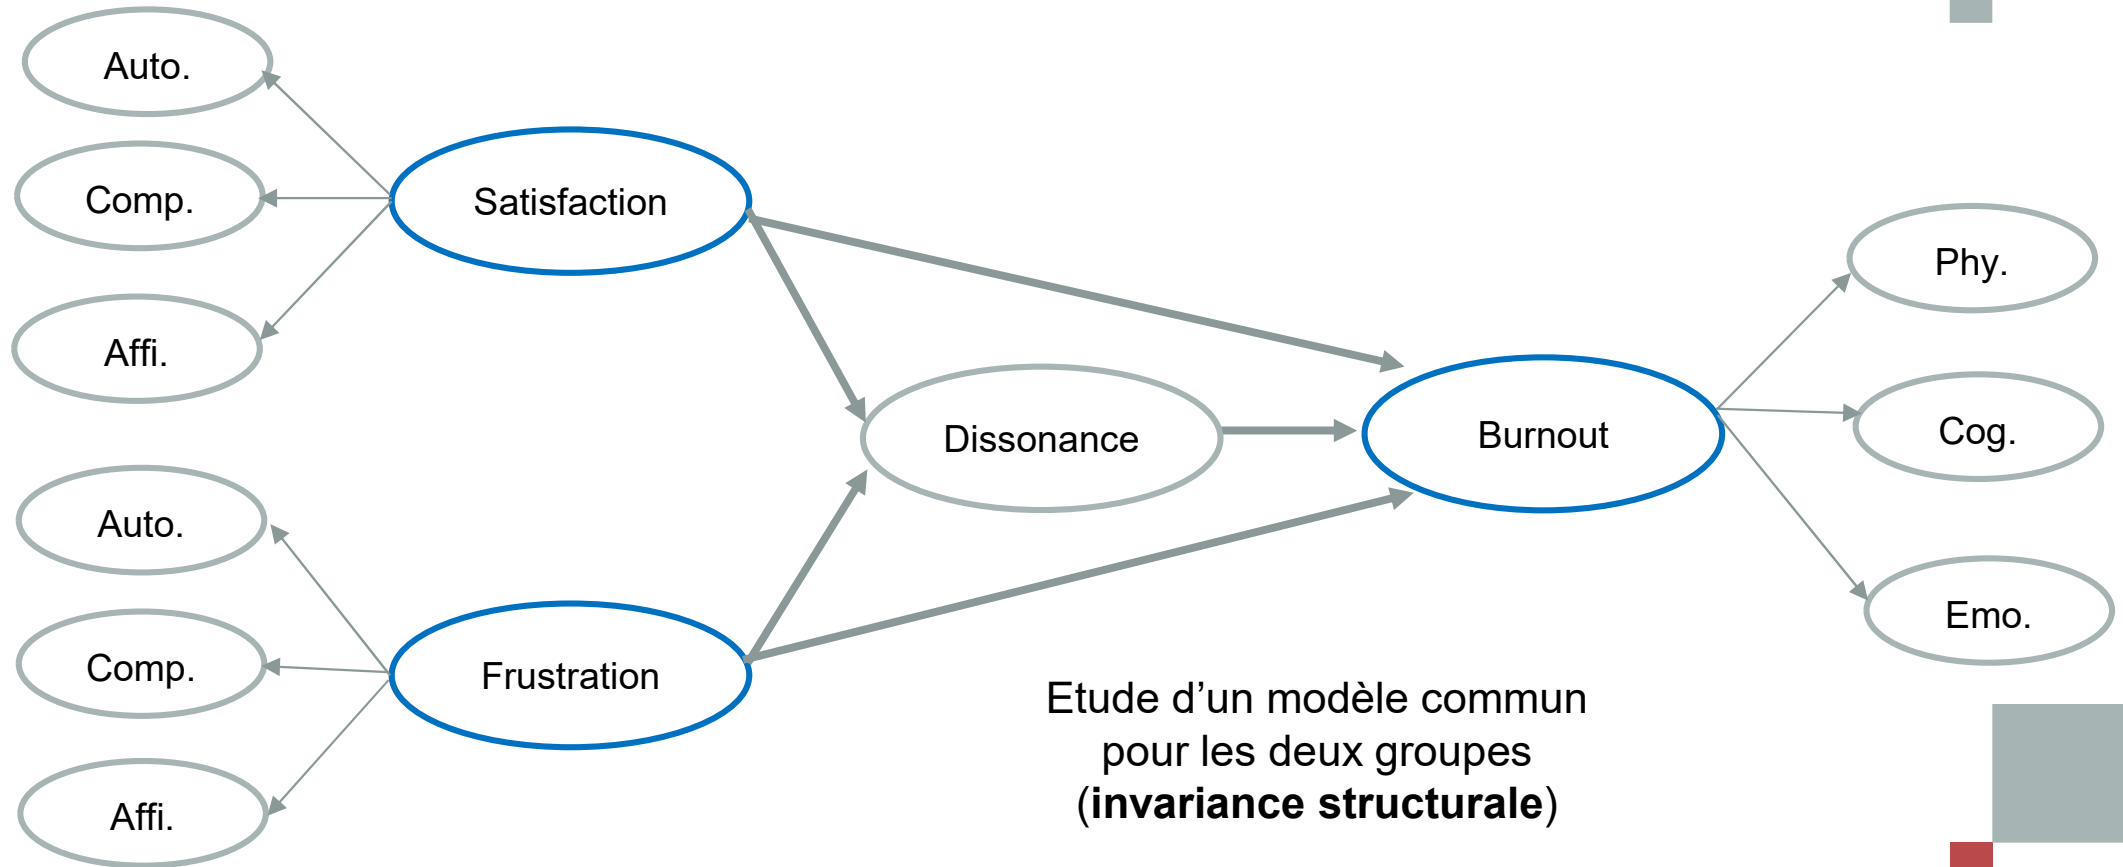 Auto.
Comp.
Affi.
Satisfaction
Auto.
Comp.
Affi.
Frustration
Dissonance
Burnout
Phy.
Cog.
Emo.
Etude d’un modèle commun
pour les deux groupes
(invariance structurale)